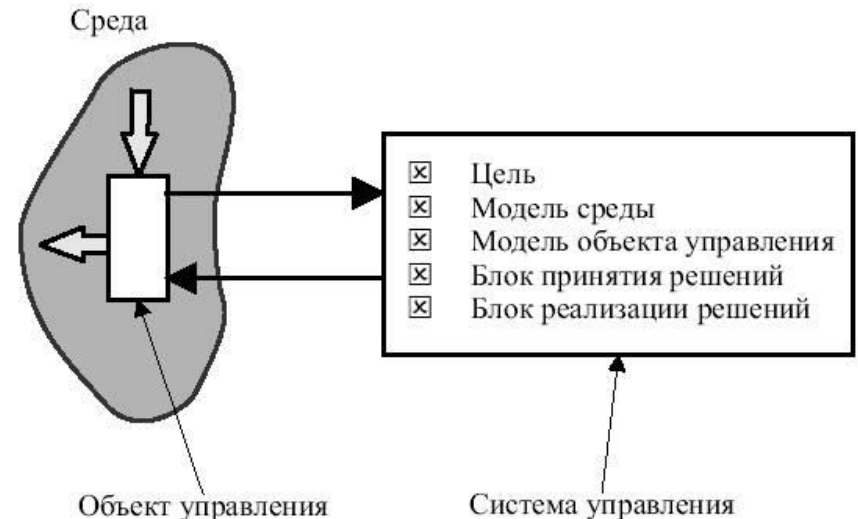 Среда
Цель
Модель среды
Модель объекта управления
Блок принятия решений
Блок реализации решений
Объект управления
Система управления